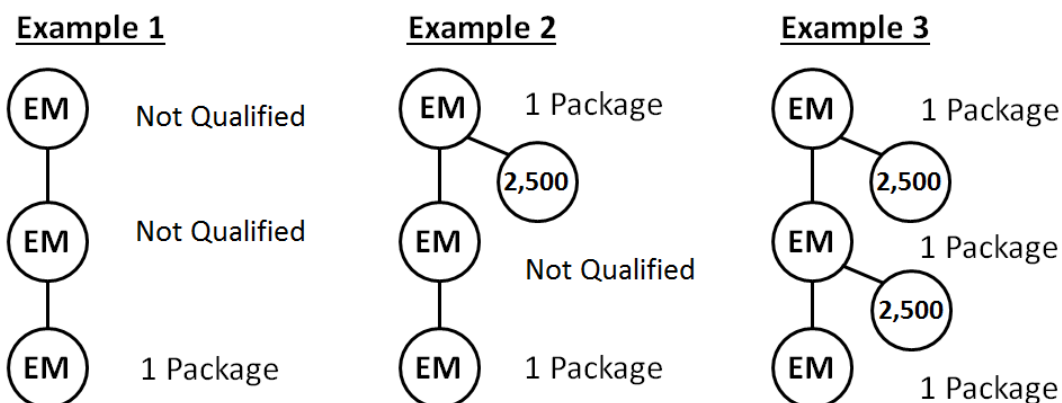 Example 1
EM
Not Qualified
EM
Not Qualified
EM
1 Package
Example 2
EM
1 Package
2,500
EM
Not Qualified
EM
1 Package
Example 3
EM
1 Package
2,500
EM
1 Package
2,500
EM
1 Package